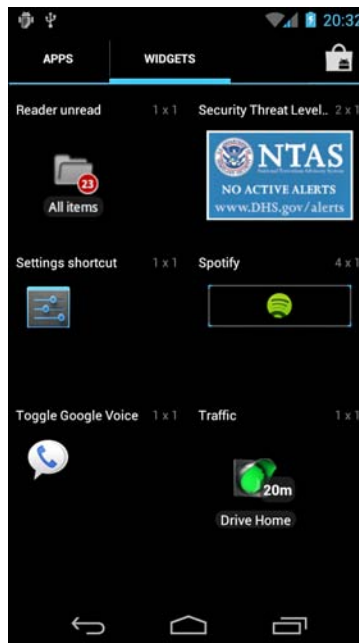 20:32
APPS WIDGETS
Reader unread 1 x 1 Security Threat Level.. 2 x 1
23
All items
NTAS
NO ACTIVE ALERTS
www.DHS.gov/alerts
Settings shortcut 1 x 1 Spotify 4 x 1
Toggle Google Voice 1 x 1 Traffic 1 x 1
20m
Drive Home